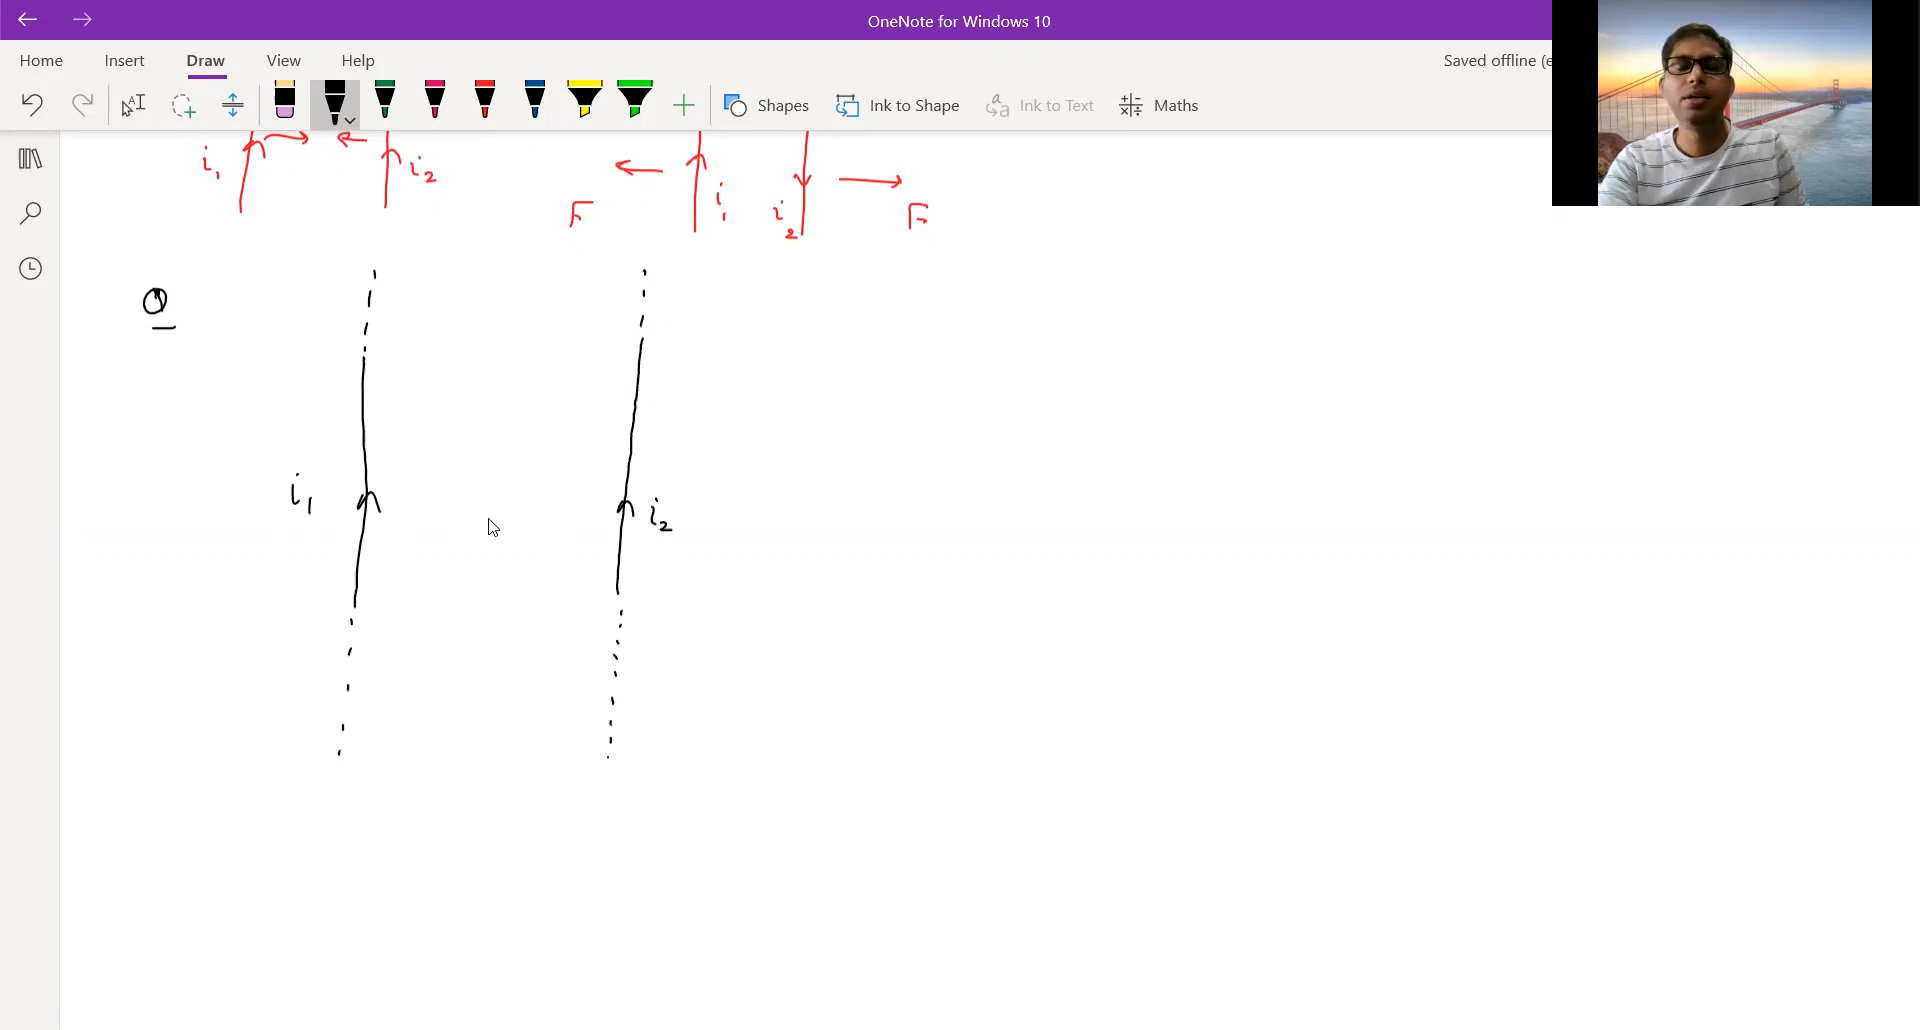 OneNote for Windows 10
Home Insert Draw View Help Saved offline (e
Shapes Ink to Shape Ink to Text Maths
i₁ i₂ i₁ i₂
F F
Q
i₁ i₂